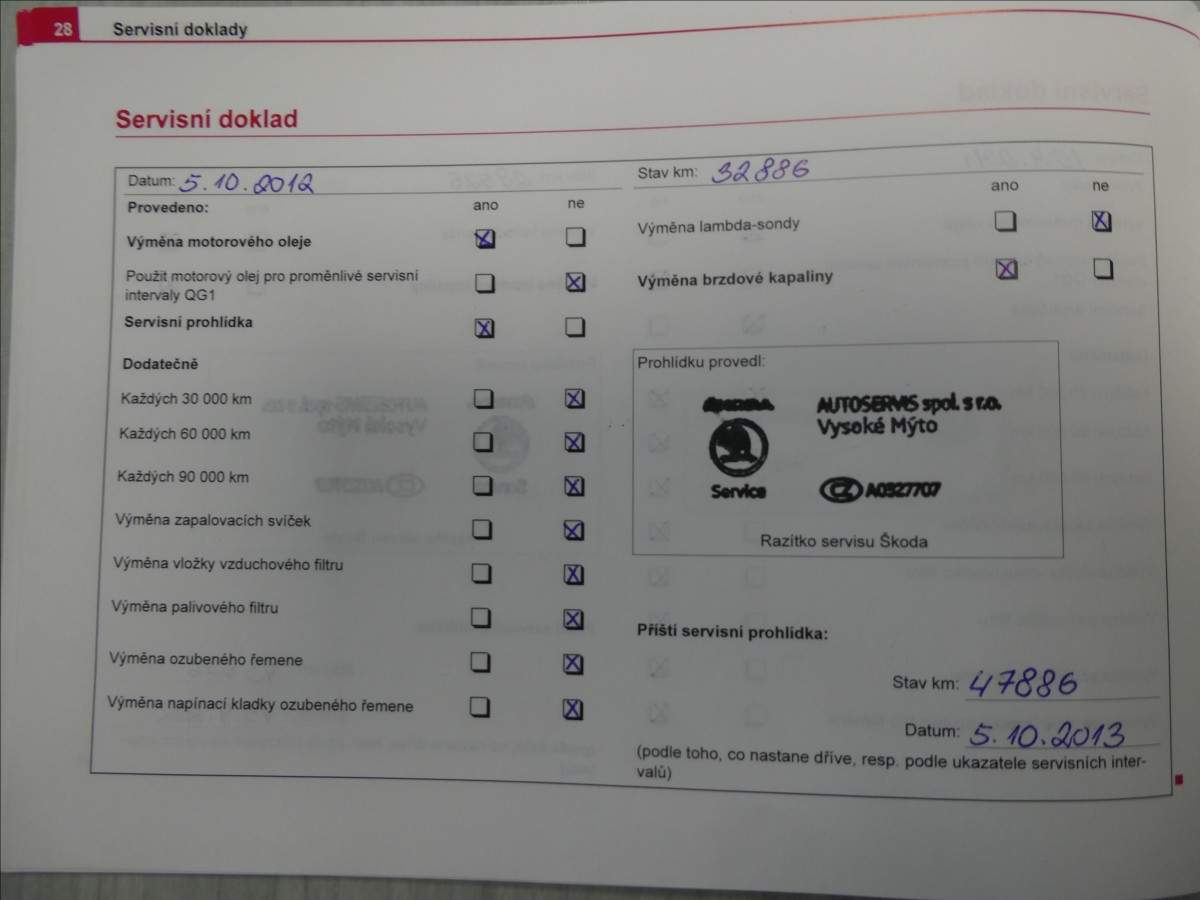 28 Servisní doklady
Servisní doklad
Datum: 5.10.2012
Provedeno: ano ne
Výměna motorového oleje
Použit motorový olej pro proměnlivé servisní
intervaly QG1
Servisní prohlídka
Dodatečně
Každých 30 000 km
Každých 60 000 km
Každých 90 000 km
Výměna zapalovacích svíček
Výměna vložky vzduchového filtru
Výměna palivového filtru
Výměna ozubeného řemene
Výměna napínací kladky ozubeného řemene
Stav km: 32886
ano ne
Výměna lambda-sondy
Výměna brzdové kapaliny
Prohlídku provedl:
AUTOSERVIS spol. s r.o.
Vysoké Mýto
Service CZ A0327707
Razítko servisu Škoda
Příští servisní prohlídka:
Stav km: 47886
Datum: 5.10.2013
(podle toho, co nastane dříve, resp. podle ukazatele servisních inter-
valů)